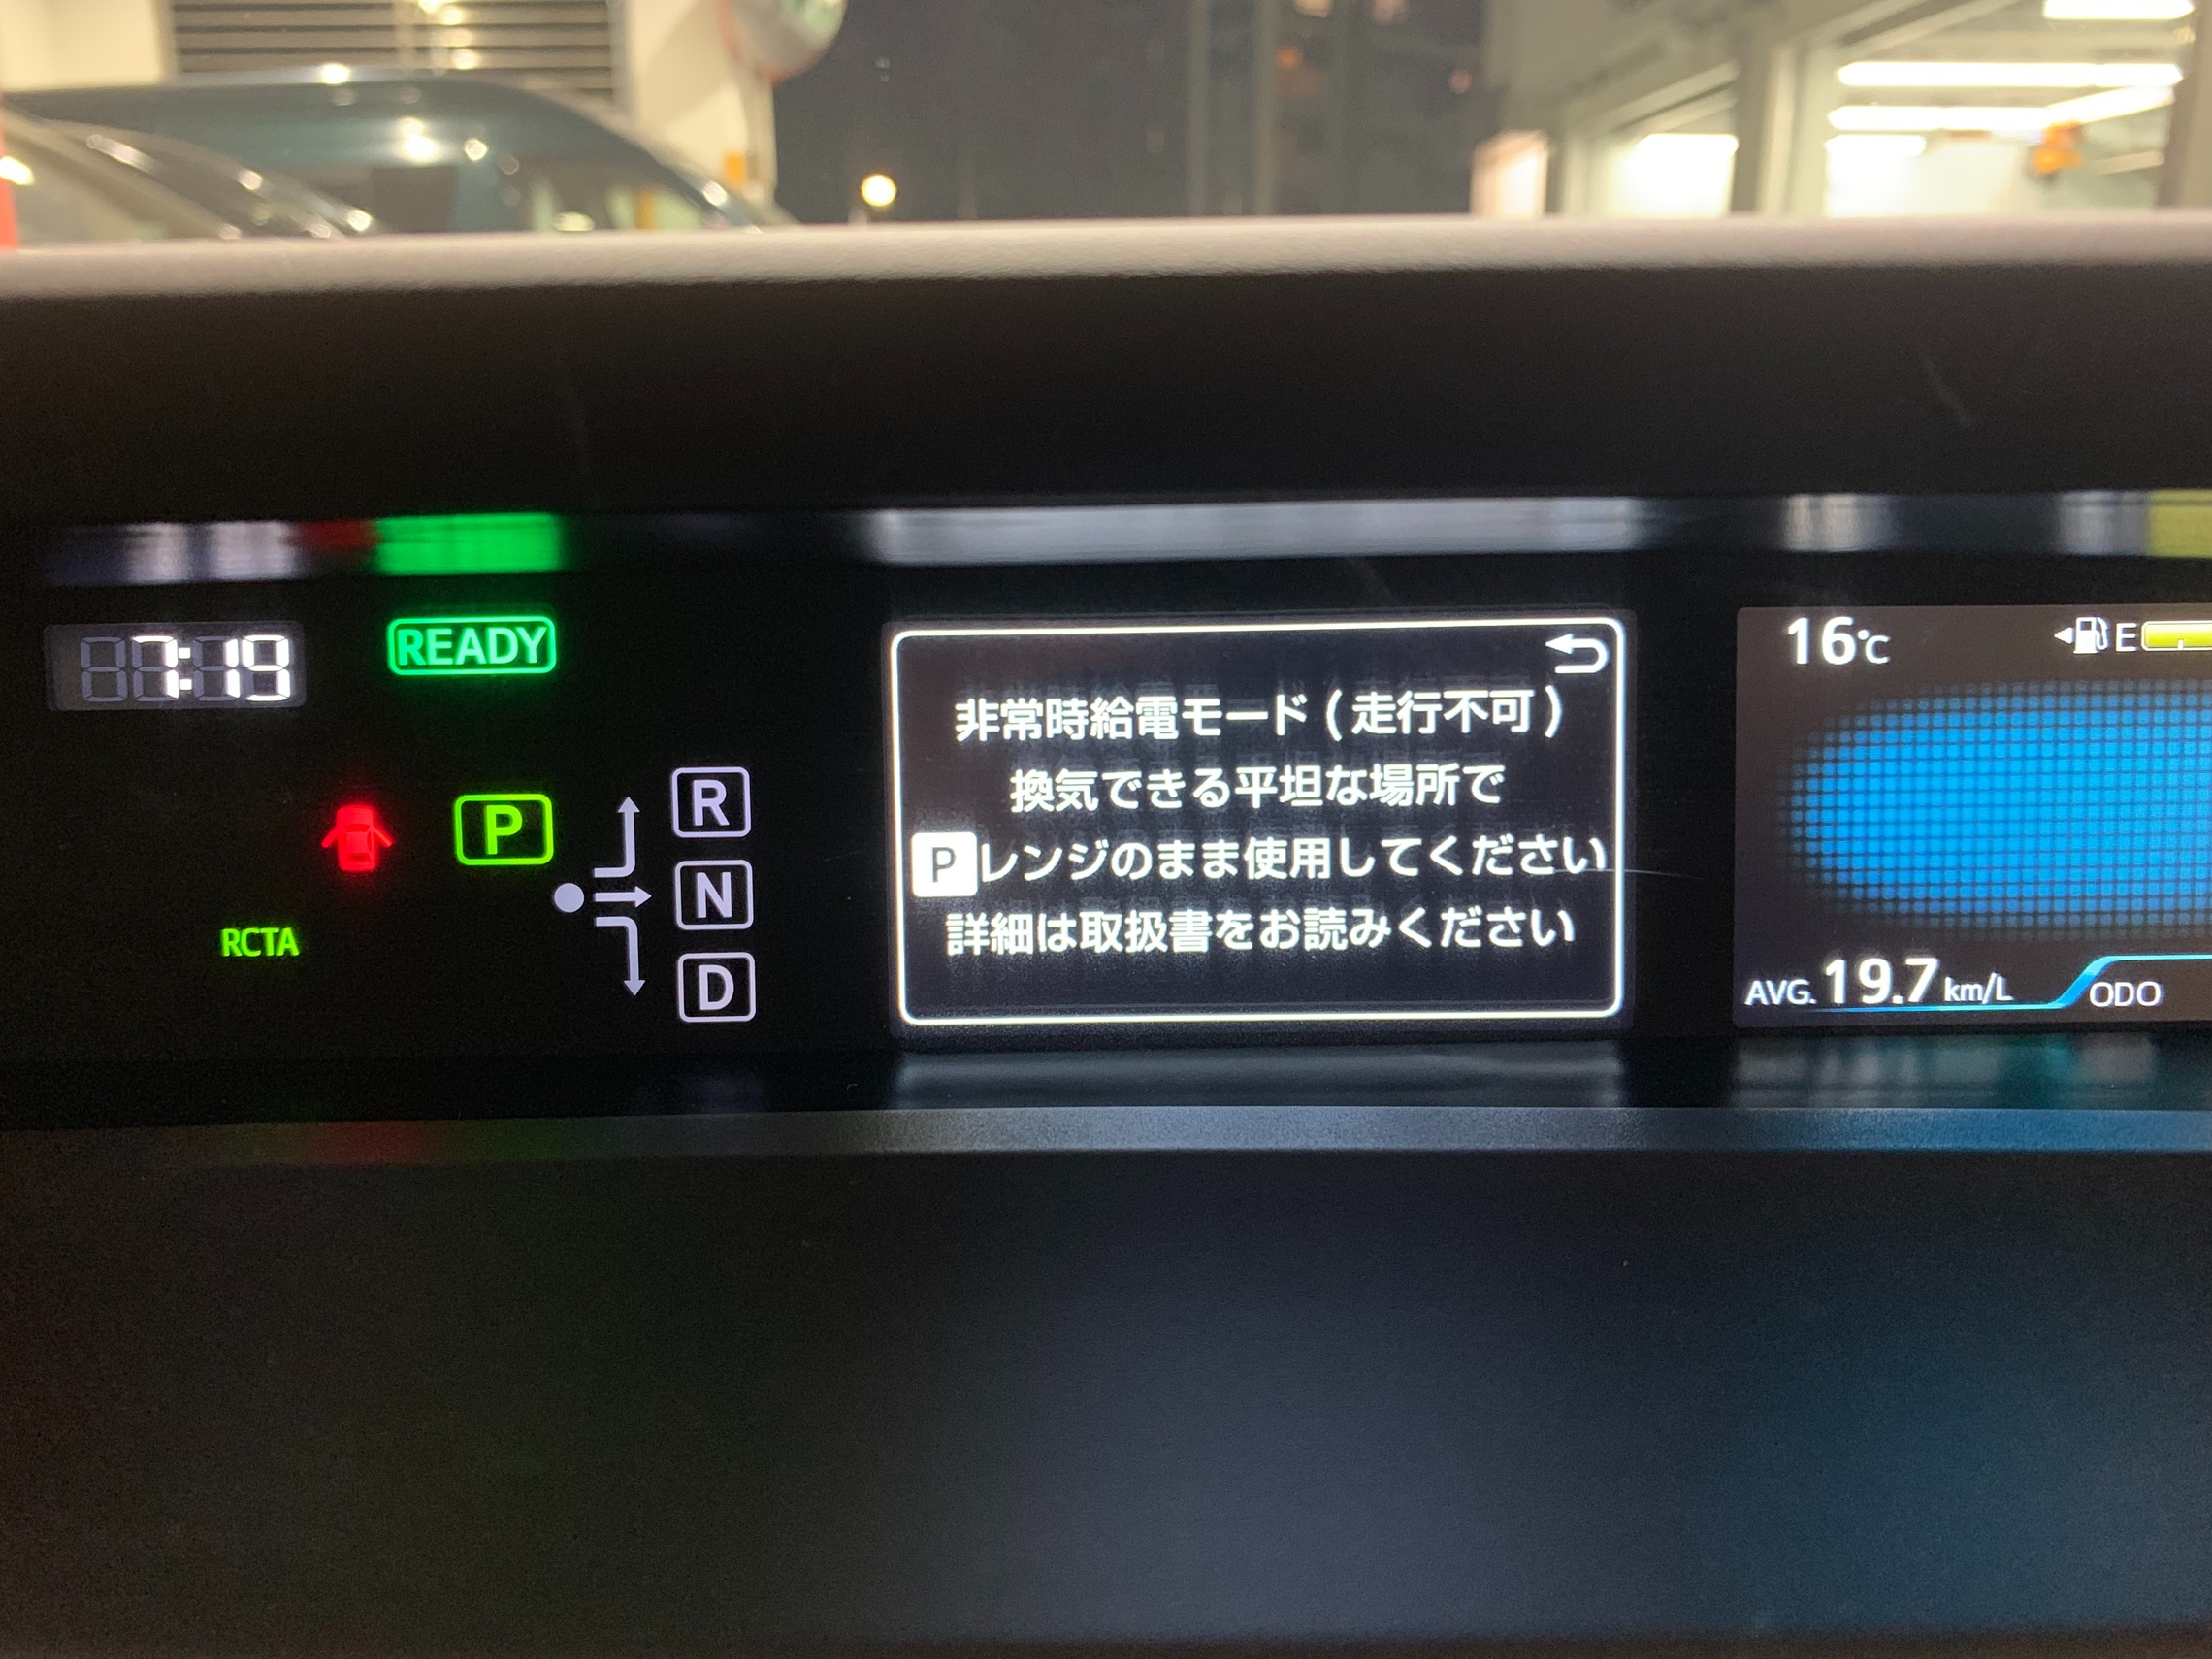 7:19
READY
P
R
N
D
RCTA
非常時給電モード(走行不可)
換気できる平坦な場所で
Pレンジのまま使用してください
詳細は取扱書をお読みください
16℃
E
AVG. 19.7 km/L
ODO